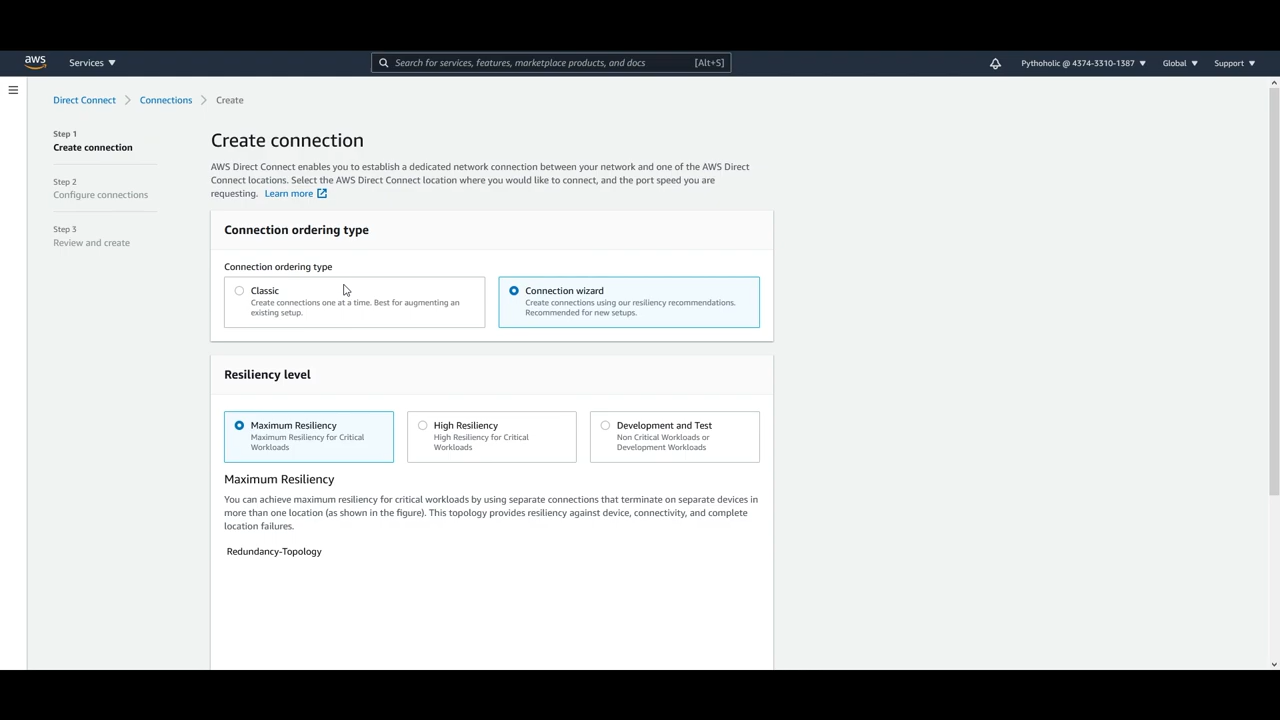 aws Services Search for services, features, marketplace products, and docs [Alt+S] Pythoholic @ 4374-3310-1387 Global Support
Direct Connect Connections Create
Step 1
Create connection
Step 2
Configure connections
Step 3
Review and create
Create connection
AWS Direct Connect enables you to establish a dedicated network connection between your network and one of the AWS Direct
Connect locations. Select the AWS Direct Connect location where you would like to connect, and the port speed you are
requesting. Learn more
Connection ordering type
Connection ordering type
Classic
Create connections one at a time. Best for augmenting an
existing setup.
Connection wizard
Create connections using our resiliency recommendations.
Recommended for new setups.
Resiliency level
Maximum Resiliency
Maximum Resiliency for Critical
Workloads
High Resiliency
High Resiliency for Critical
Workloads
Development and Test
Non Critical Workloads or
Development Workloads
Maximum Resiliency
You can achieve maximum resiliency for critical workloads by using separate connections that terminate on separate devices in
more than one location (as shown in the figure). This topology provides resiliency against device, connectivity, and complete
location failures.
Redundancy-Topology